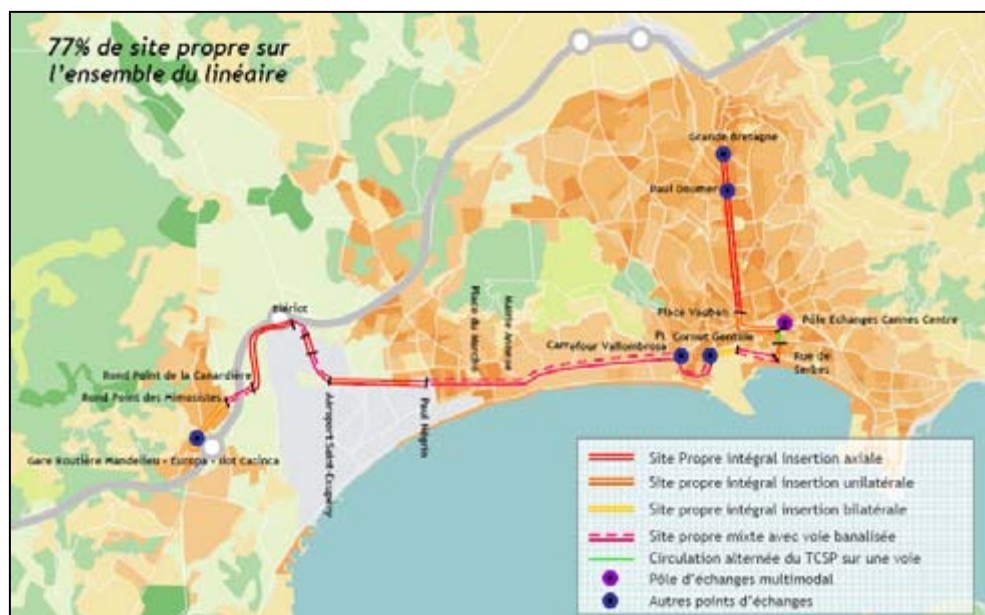 77% de site propre sur
l'ensemble du linéaire
Grande Bretagne
Paul Doumer
Place Vauban
Pôle Echanges Cannes Centre
Pl. Cornut Gentille
Carrefour Vallombrosa
Rue de
Serbes
Place du Marché
Mairie Annexe
Blériot
Rond Point de la Canardière
Rond Point des Mimosistes
Aéroport Saint-Exupéry
Paul Négrin
Gare Routière Mandelieu - Europa - Ilot Cacinca
Site Propre intégral insertion axiale
Site propre intégral insertion unilatérale
Site propre intégral insertion bilatérale
Site propre mixte avec voie banalisée
Circulation alternée du TCSP sur une voie
Pôle d'échanges multimodal
Autres points d'échanges